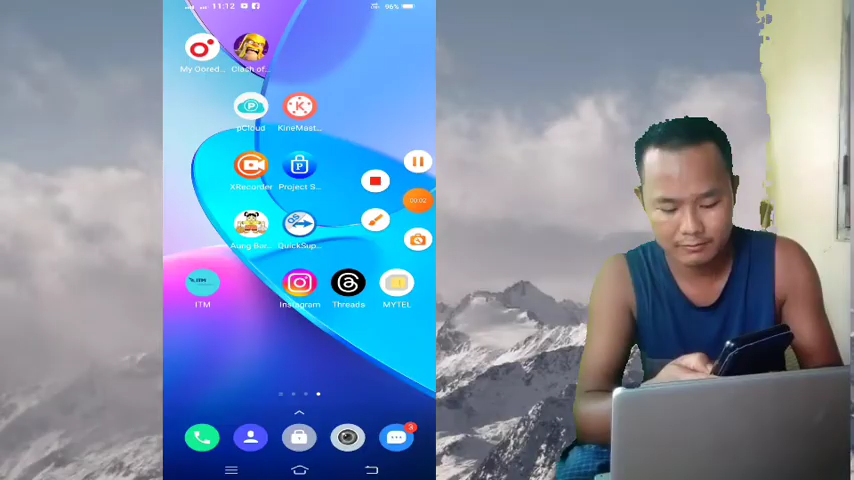 11:12
96%
My Oored...
Clash of...
pCloud
KineMast...
XRecorder
Project S...
00:02
Aung Bar...
QuickSup...
ITM
Instagram
Threads
MYTEL
3